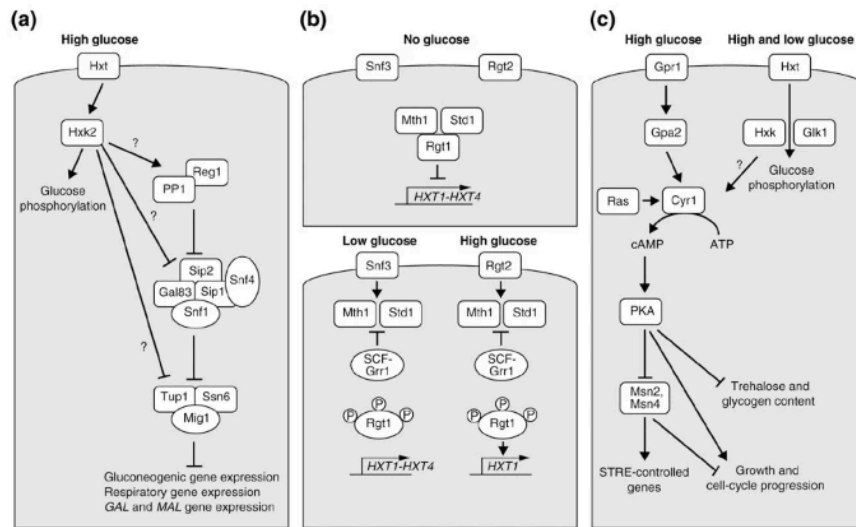 (a)
High glucose
Hxt
Hxk2
?
Reg1
PP1
Glucose
phosphorylation
?
Sip2
Snf4
Gal83
Sip1
Snf1
?
Tup1
Ssn6
Mig1
Gluconeogenic gene expression
Respiratory gene expression
GAL and MAL gene expression
(b)
No glucose
Snf3
Rgt2
Mth1
Std1
Rgt1
HXT1-HXT4
Low glucose
High glucose
Snf3
Rgt2
Mth1
Std1
Mth1
Std1
SCF-
Grr1
SCF-
Grr1
P
P
P
Rgt1
P
P
P
Rgt1
HXT1-HXT4
HXT1
(c)
High glucose
High and low glucose
Gpr1
Hxt
Gpa2
Hxk
Glk1
?
Glucose
phosphorylation
Ras
Cyr1
cAMP
ATP
PKA
Msn2,
Msn4
Trehalose and
glycogen content
STRE-controlled
genes
Growth and
cell-cycle progression